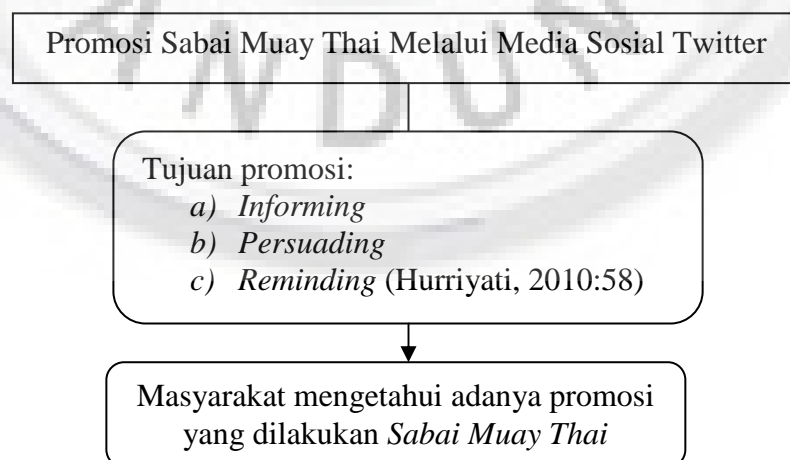 Promosi Sabai Muay Thai Melalui Media Sosial Twitter
Tujuan promosi:
a) Informing
b) Persuading
c) Reminding (Hurriyati, 2010:58)
Masyarakat mengetahui adanya promosi
yang dilakukan Sabai Muay Thai